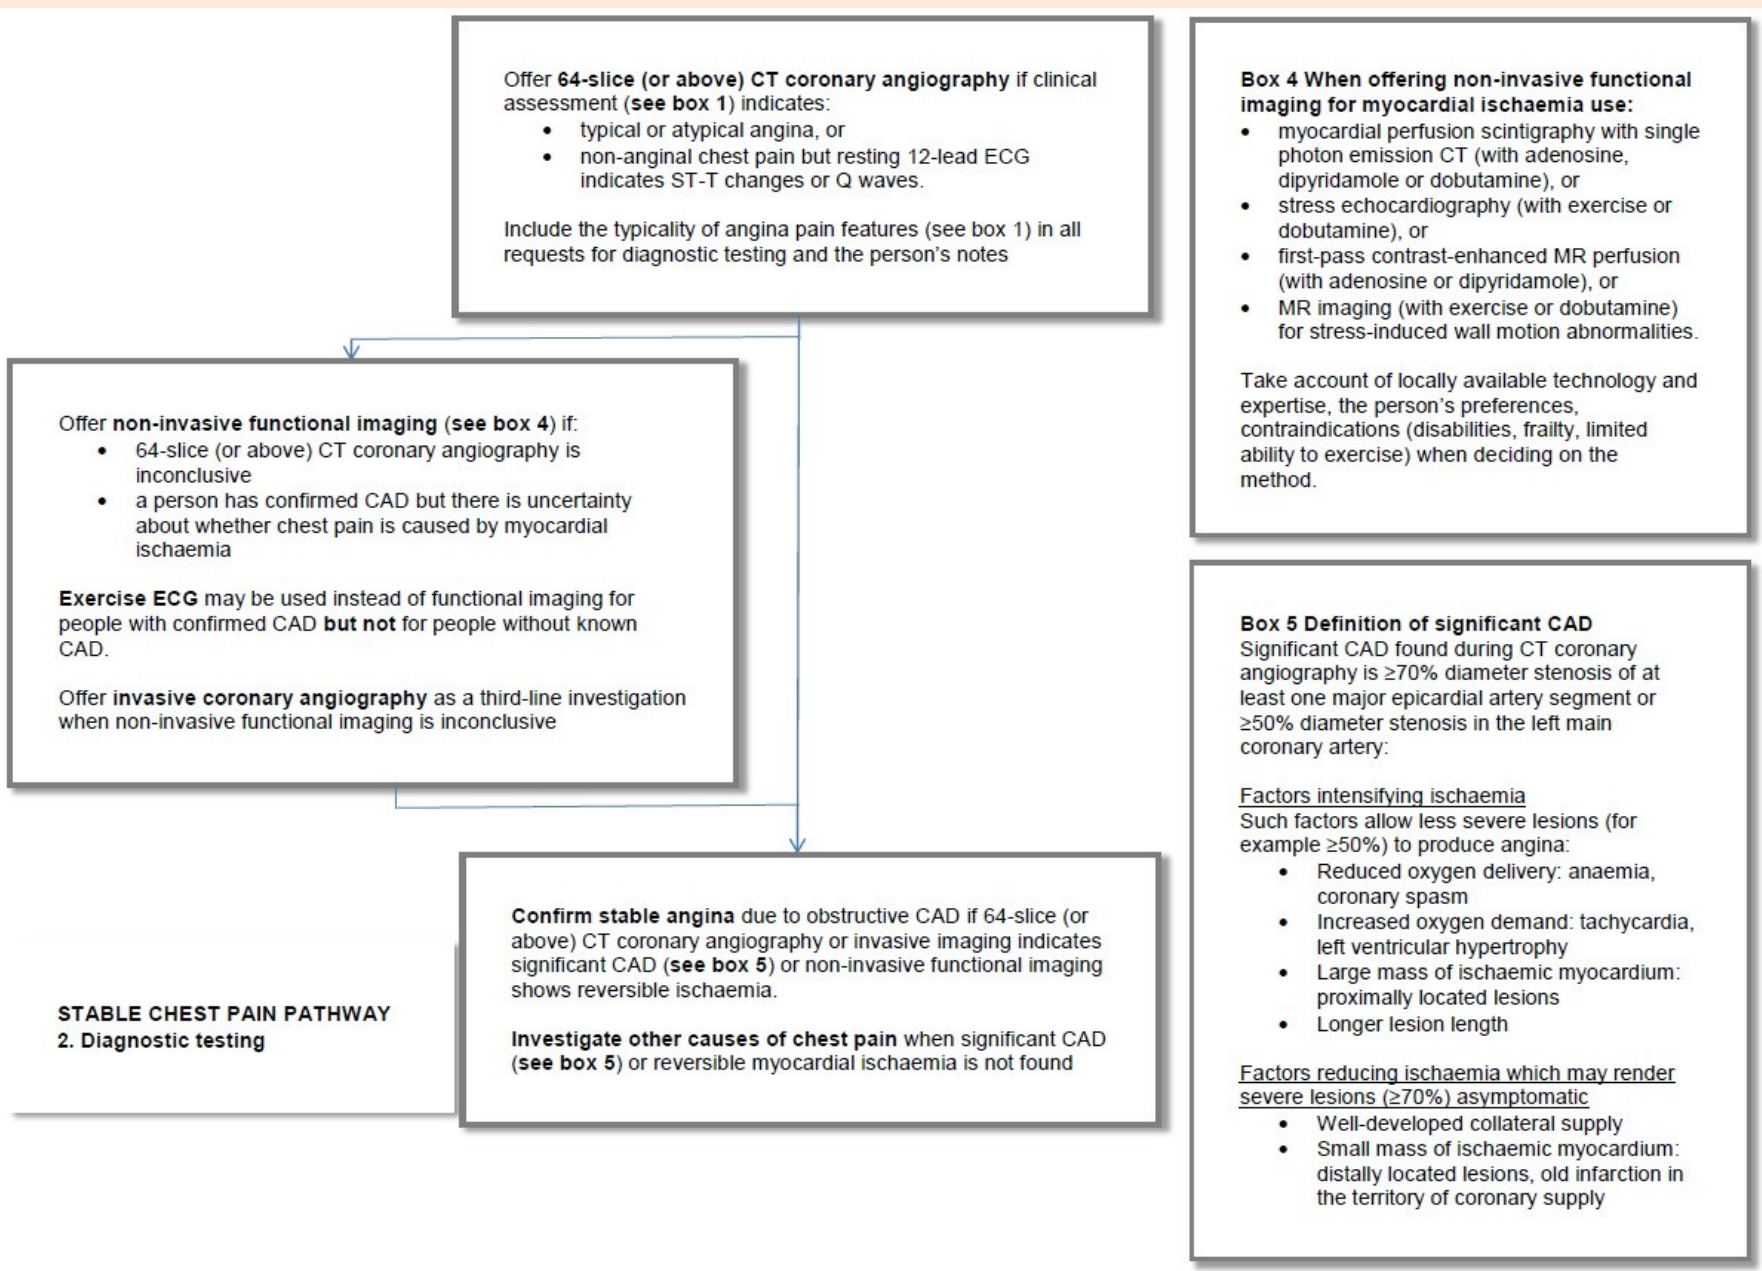 Offer 64-slice (or above) CT coronary angiography if clinical
assessment (see box 1) indicates:
• typical or atypical angina, or
• non-anginal chest pain but resting 12-lead ECG
indicates ST-T changes or Q waves.
Include the typicality of angina pain features (see box 1) in all
requests for diagnostic testing and the person's notes
Offer non-invasive functional imaging (see box 4) if:
• 64-slice (or above) CT coronary angiography is
inconclusive
• a person has confirmed CAD but there is uncertainty
about whether chest pain is caused by myocardial
ischaemia
Exercise ECG may be used instead of functional imaging for
people with confirmed CAD but not for people without known
CAD.
Offer invasive coronary angiography as a third-line investigation
when non-invasive functional imaging is inconclusive
Confirm stable angina due to obstructive CAD if 64-slice (or
above) CT coronary angiography or invasive imaging indicates
significant CAD (see box 5) or non-invasive functional imaging
shows reversible ischaemia.
Investigate other causes of chest pain when significant CAD
(see box 5) or reversible myocardial ischaemia is not found
STABLE CHEST PAIN PATHWAY
2. Diagnostic testing
Box 4 When offering non-invasive functional
imaging for myocardial ischaemia use:
• myocardial perfusion scintigraphy with single
photon emission CT (with adenosine,
dipyridamole or dobutamine), or
• stress echocardiography (with exercise or
dobutamine), or
• first-pass contrast-enhanced MR perfusion
(with adenosine or dipyridamole), or
• MR imaging (with exercise or dobutamine)
for stress-induced wall motion abnormalities.
Take account of locally available technology and
expertise, the person's preferences,
contraindications (disabilities, frailty, limited
ability to exercise) when deciding on the
method.
Box 5 Definition of significant CAD
Significant CAD found during CT coronary
angiography is ≥70% diameter stenosis of at
least one major epicardial artery segment or
≥50% diameter stenosis in the left main
coronary artery:
Factors intensifying ischaemia
Such factors allow less severe lesions (for
example ≥50%) to produce angina:
• Reduced oxygen delivery: anaemia,
coronary spasm
• Increased oxygen demand: tachycardia,
left ventricular hypertrophy
• Large mass of ischaemic myocardium:
proximally located lesions
• Longer lesion length
Factors reducing ischaemia which may render
severe lesions (≥70%) asymptomatic
• Well-developed collateral supply
• Small mass of ischaemic myocardium:
distally located lesions, old infarction in
the territory of coronary supply